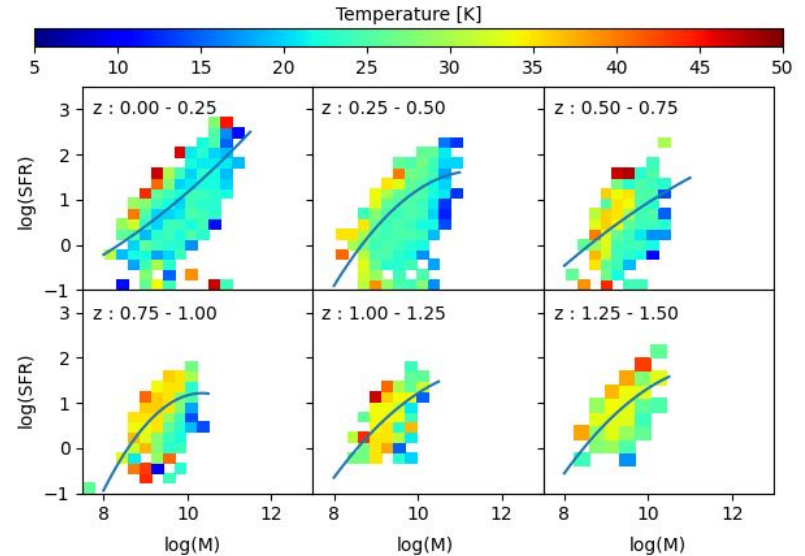 Temperature [K]
5 10 15 20 25 30 35 40 45 50
z : 0.00 - 0.25
z : 0.25 - 0.50
z : 0.50 - 0.75
3
2
1
0
−1
log(SFR)
z : 0.75 - 1.00
z : 1.00 - 1.25
z : 1.25 - 1.50
3
2
1
0
−1
log(SFR)
8 10 12 8 10 12 8 10 12
log(M) log(M) log(M)